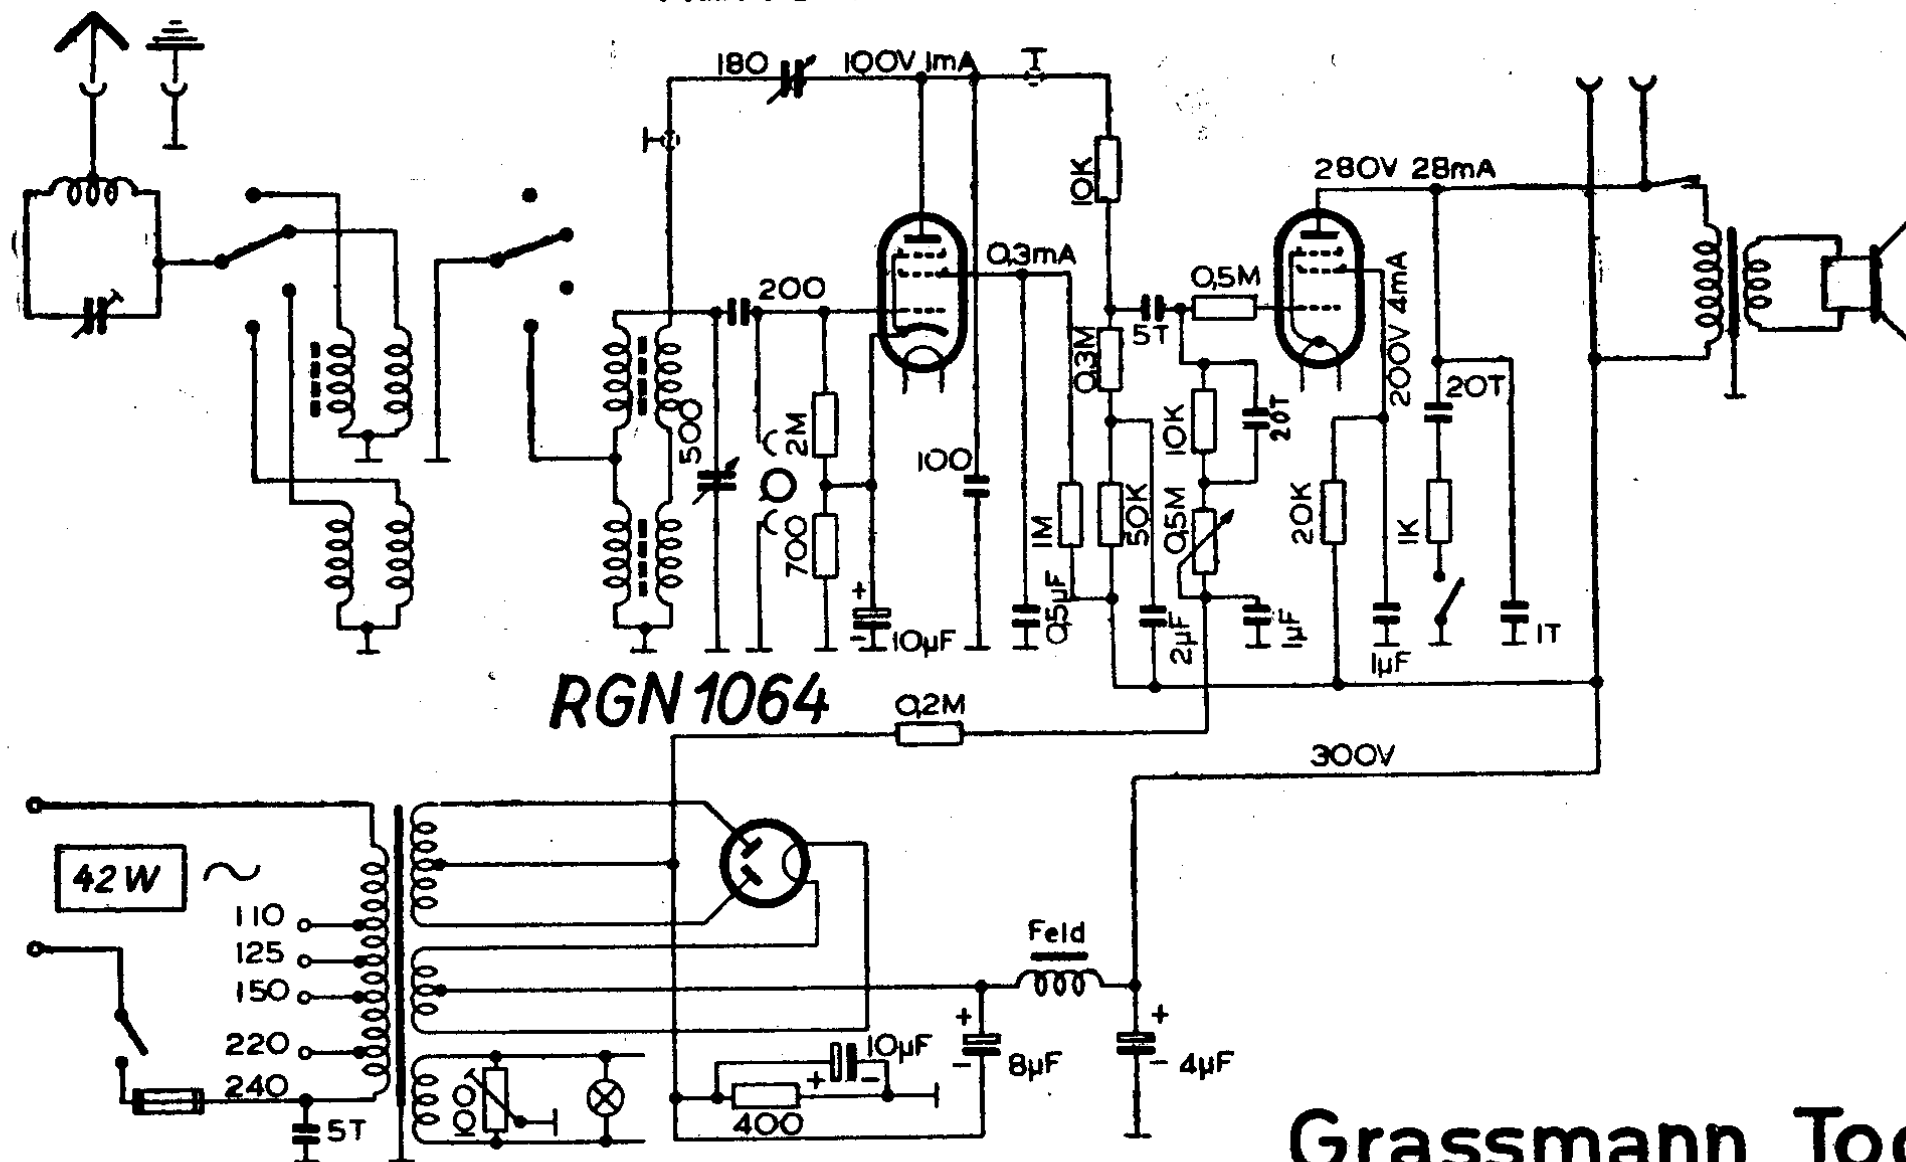 180
100V 1mA
T
T
10K
280V 28mA
0,3mA
200
0,5M
200V 4mA
5T
0,3M
500
2M
10K
20T
20T
100
700
1M
50K
0,5M
20K
1K
+
-
10µF
0,5µF
2µF
1µF
1µF
1T
RGN 1064
0,2M
300V
42W
110
125
150
220
240
5T
Feld
100
10µF
+ -
400
+
-
8µF
+
-
4µF
Grassmann